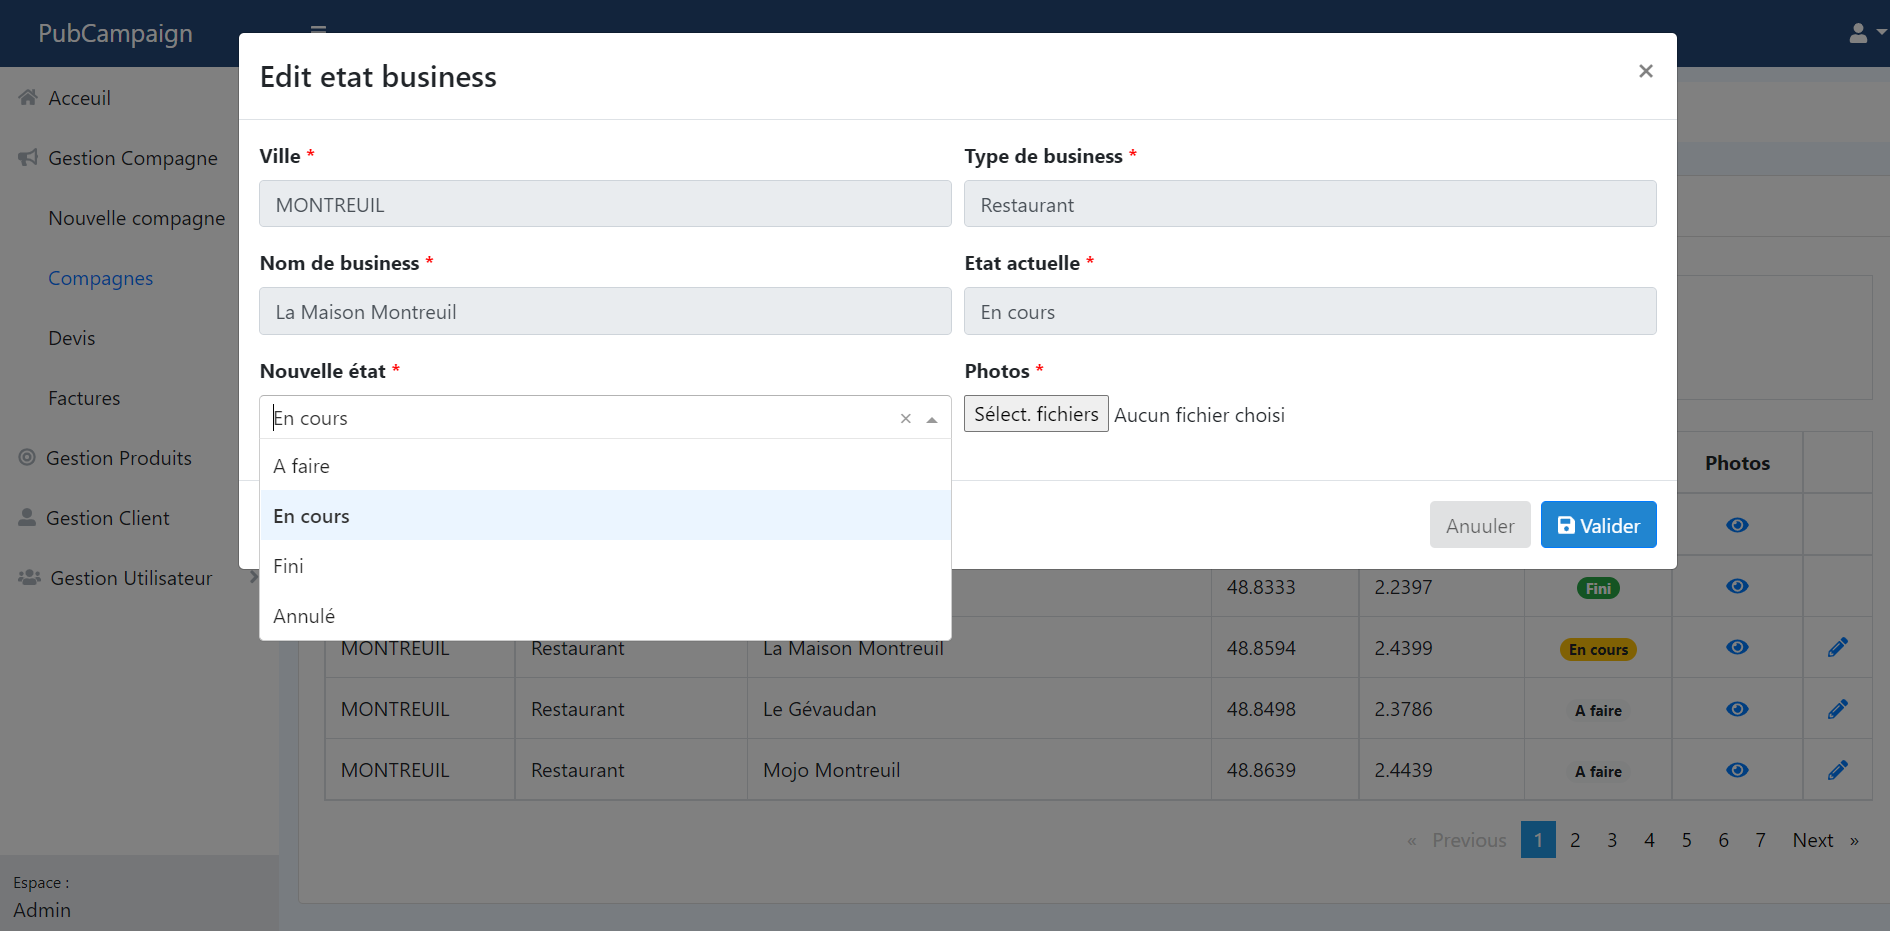 PubCampaign
Acceuil
Gestion Compagne
Nouvelle compagne
Compagnes
Devis
Factures
Gestion Produits
Gestion Client
Gestion Utilisateur
Espace :
Admin
Edit etat business
×
Ville *
Type de business *
MONTREUIL
Restaurant
Nom de business *
Etat actuelle *
La Maison Montreuil
En cours
Nouvelle état *
Photos *
En cours ×
Sélect. fichiers Aucun fichier choisi
A faire
En cours
Fini
Annulé
Anuuler Valider
Photos
48.8333 2.2397 Fini
MONTREUIL Restaurant La Maison Montreuil 48.8594 2.4399 En cours
MONTREUIL Restaurant Le Gévaudan 48.8498 2.3786 A faire
MONTREUIL Restaurant Mojo Montreuil 48.8639 2.4439 A faire
« Previous 1 2 3 4 5 6 7 Next »